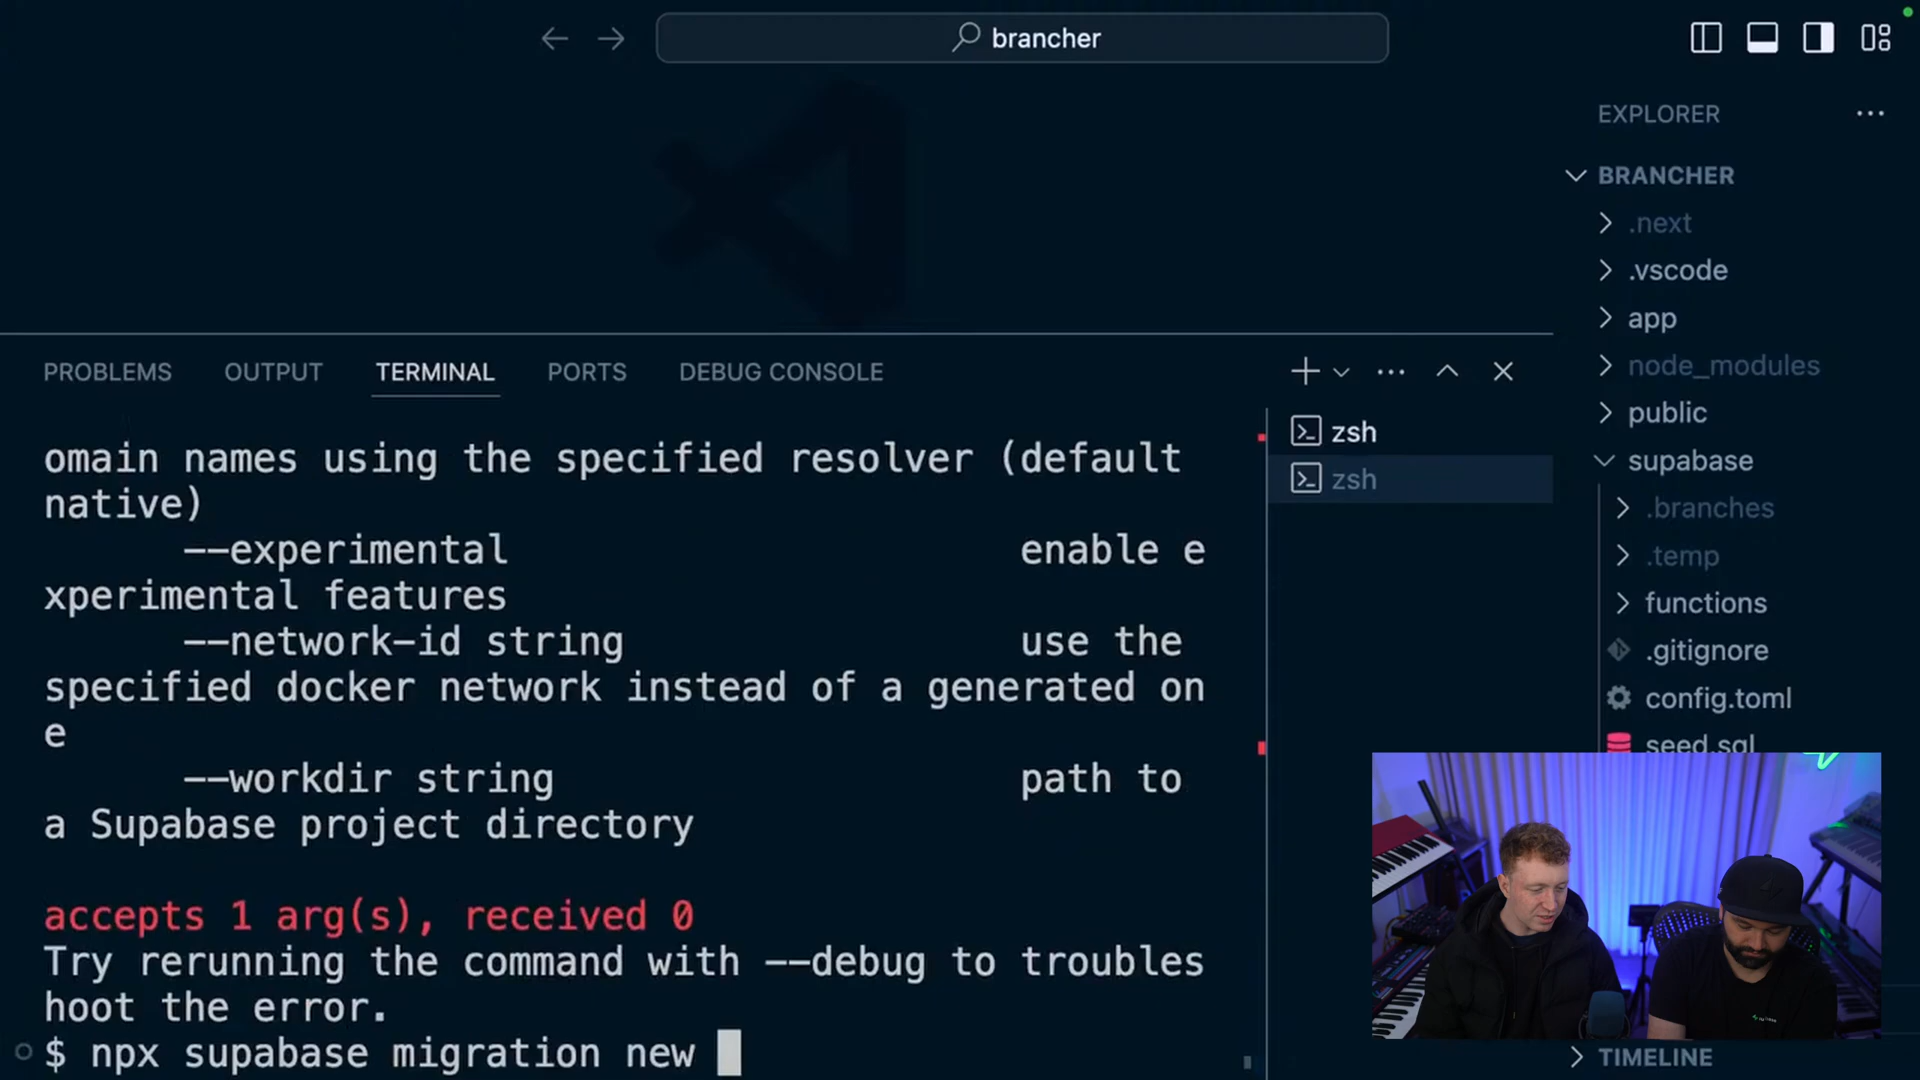 brancher
EXPLORER
BRANCHER
.next
.vscode
app
node_modules
public
supabase
.branches
.temp
functions
.gitignore
config.toml
seed.sql
TIMELINE
PROBLEMS OUTPUT TERMINAL PORTS DEBUG CONSOLE
zsh
zsh
omain names using the specified resolver (default
native)
--experimental enable e
xperimental features
--network-id string use the
specified docker network instead of a generated on
e
--workdir string path to
a Supabase project directory
accepts 1 arg(s), received 0
Try rerunning the command with --debug to troubles
hoot the error.
$ npx supabase migration new